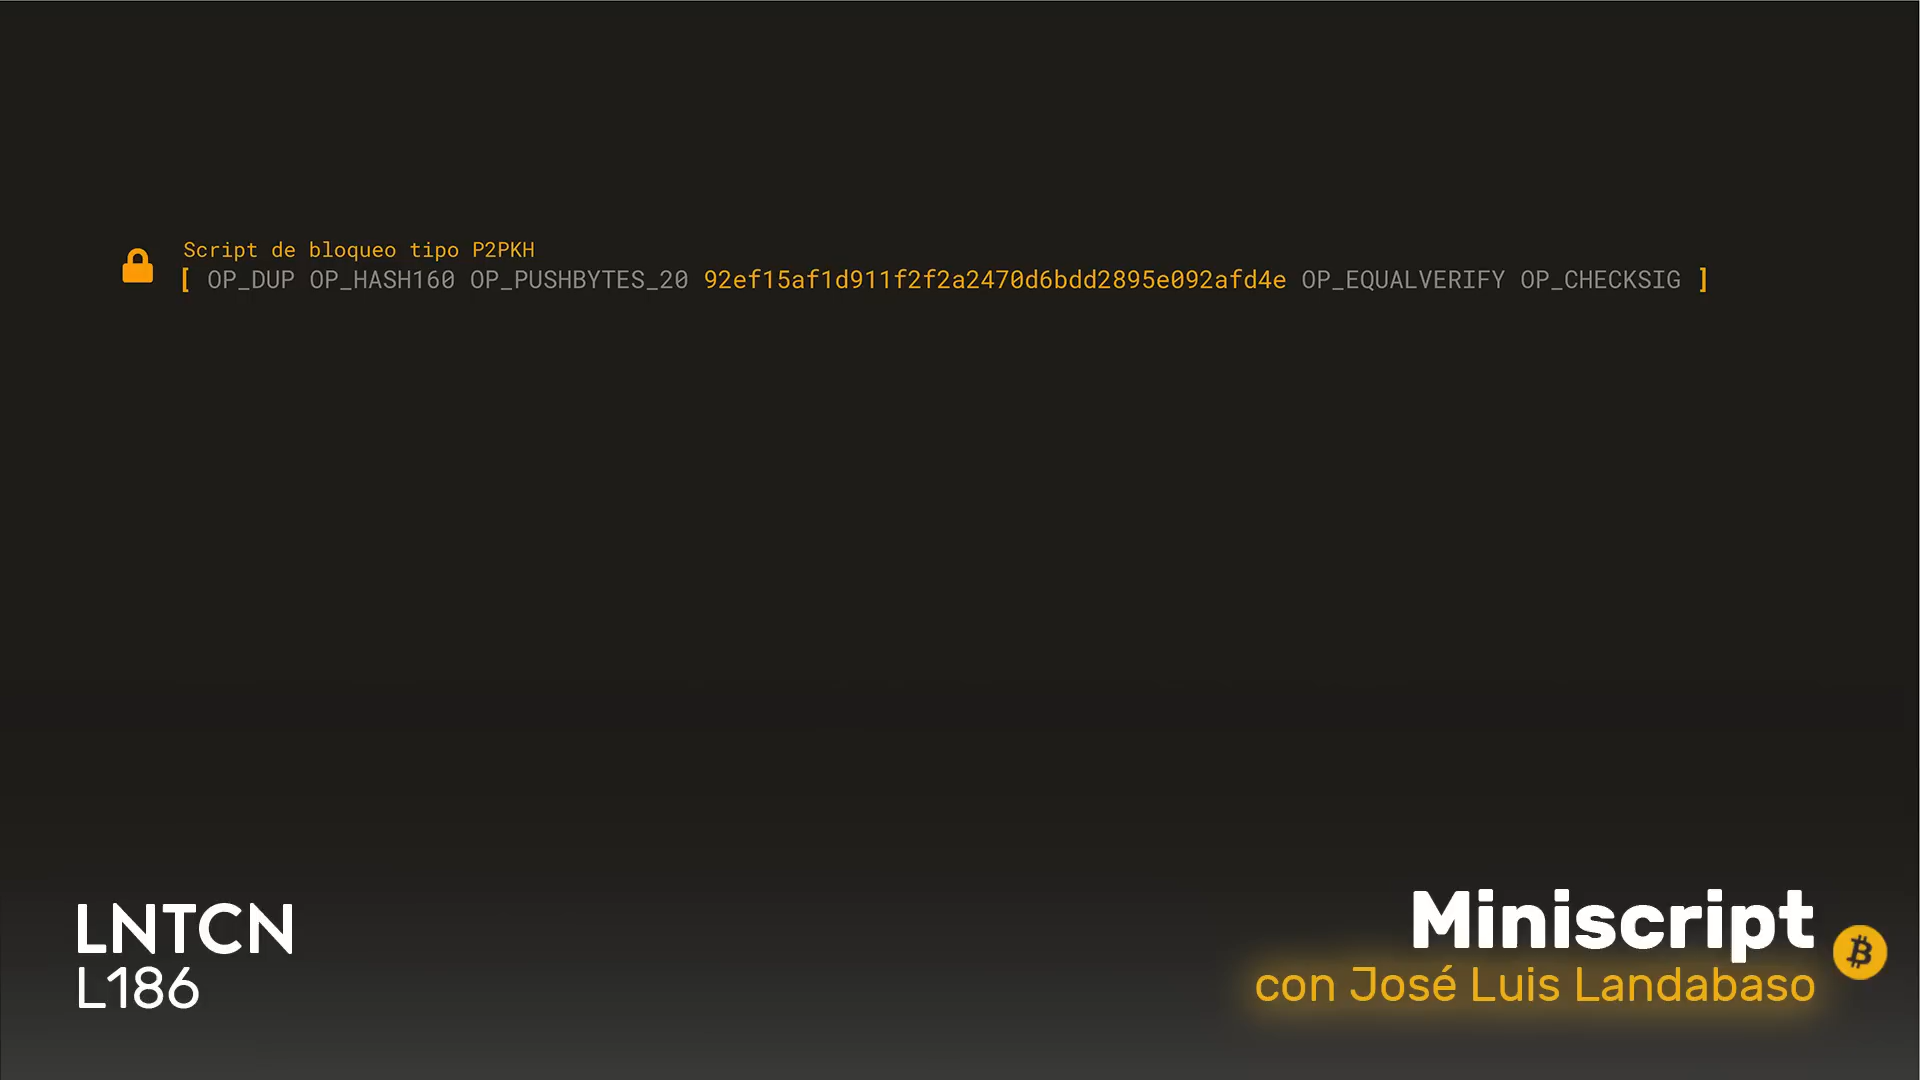 Script de bloqueo tipo P2PKH
[ OP_DUP OP_HASH160 OP_PUSHBYTES_20 92ef15af1d911f2f2a2470d6bdd2895e092afd4e OP_EQUALVERIFY OP_CHECKSIG ]
LNTCN
L186
Miniscript
con José Luis Landabaso